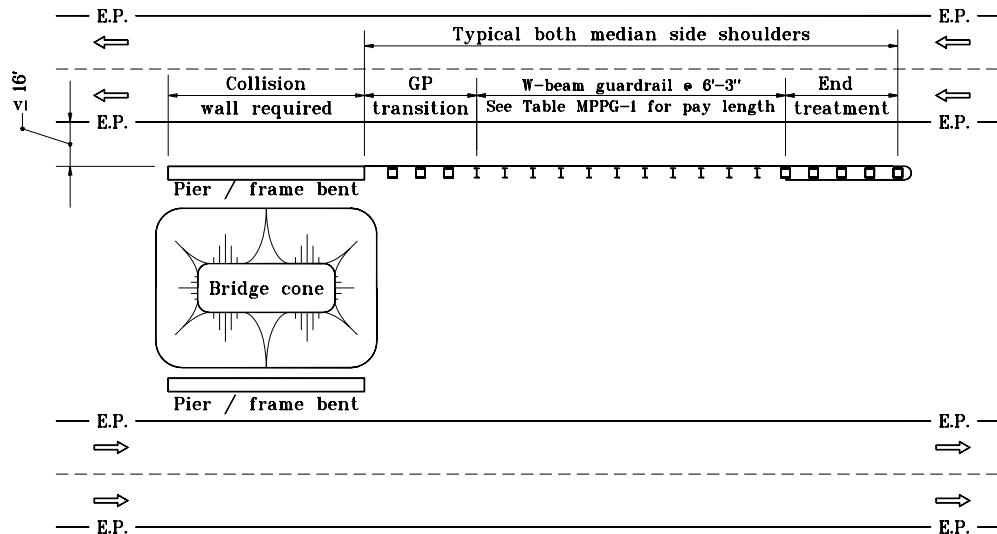 E.P. E.P.
Typical both median side shoulders
Collision GP W-beam guardrail @ 6'-3" End
wall required transition See Table MPPG-1 for pay length treatment
≤ 16'
E.P. E.P.
Pier / frame bent
Bridge cone
Pier / frame bent
E.P. E.P.
E.P. E.P.